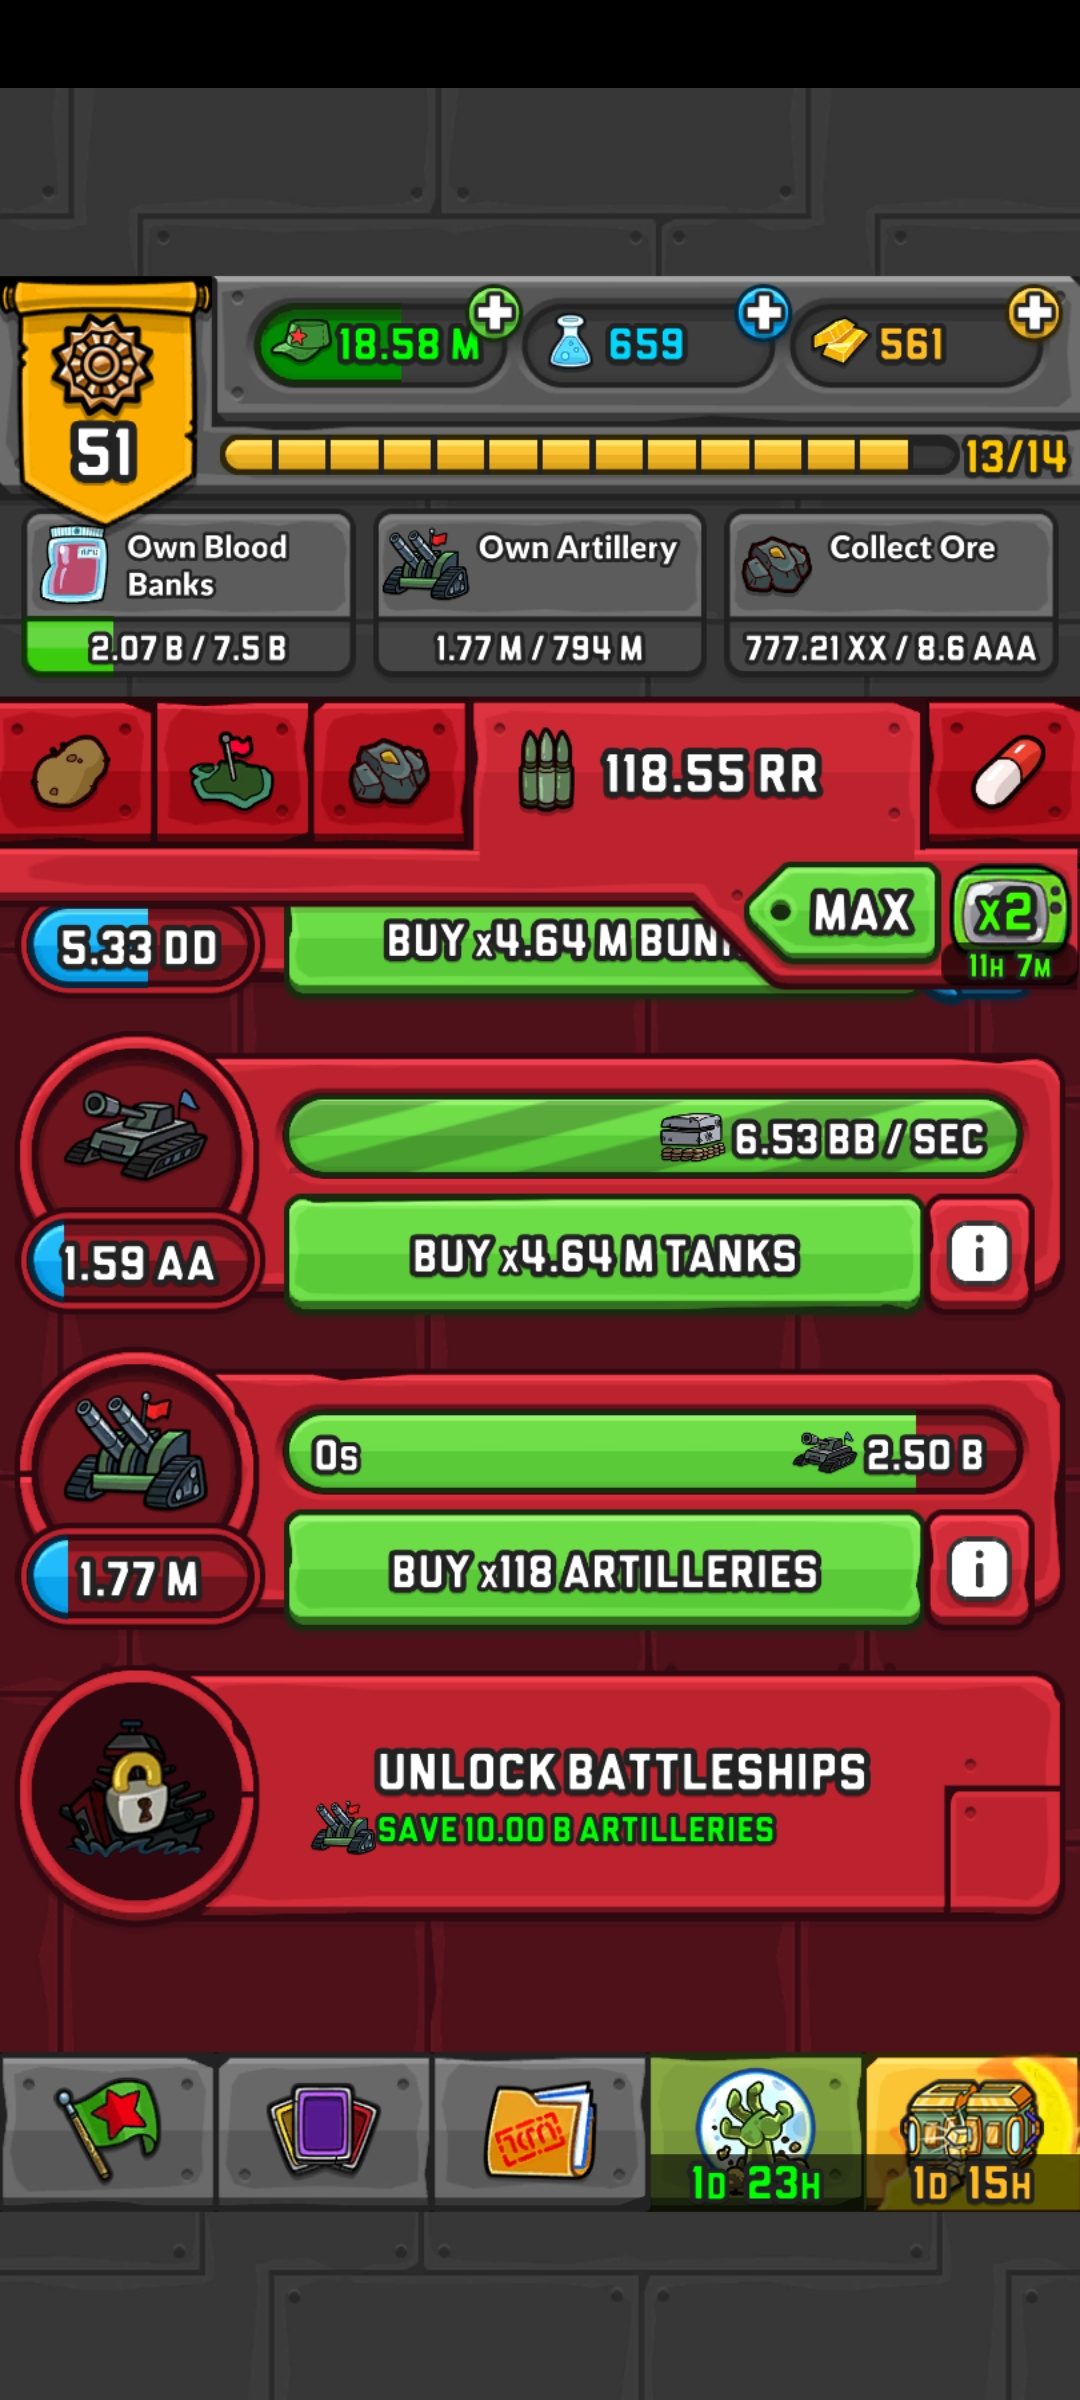 18.58 M
659
561
51
13/14
Own Blood
Banks
2.07 B / 7.5 B
Own Artillery
1.77 M / 794 M
Collect Ore
777.21 XX / 8.6 AAA
118.55 RR
MAX
x2
11H 7M
5.33 DD
BUY x4.64 M BUN
6.53 BB / SEC
1.59 AA
BUY x4.64 M TANKS
i
0s
2.50 B
1.77 M
BUY x118 ARTILLERIES
i
UNLOCK BATTLESHIPS
SAVE 10.00 B ARTILLERIES
1D 23H
1D 15H